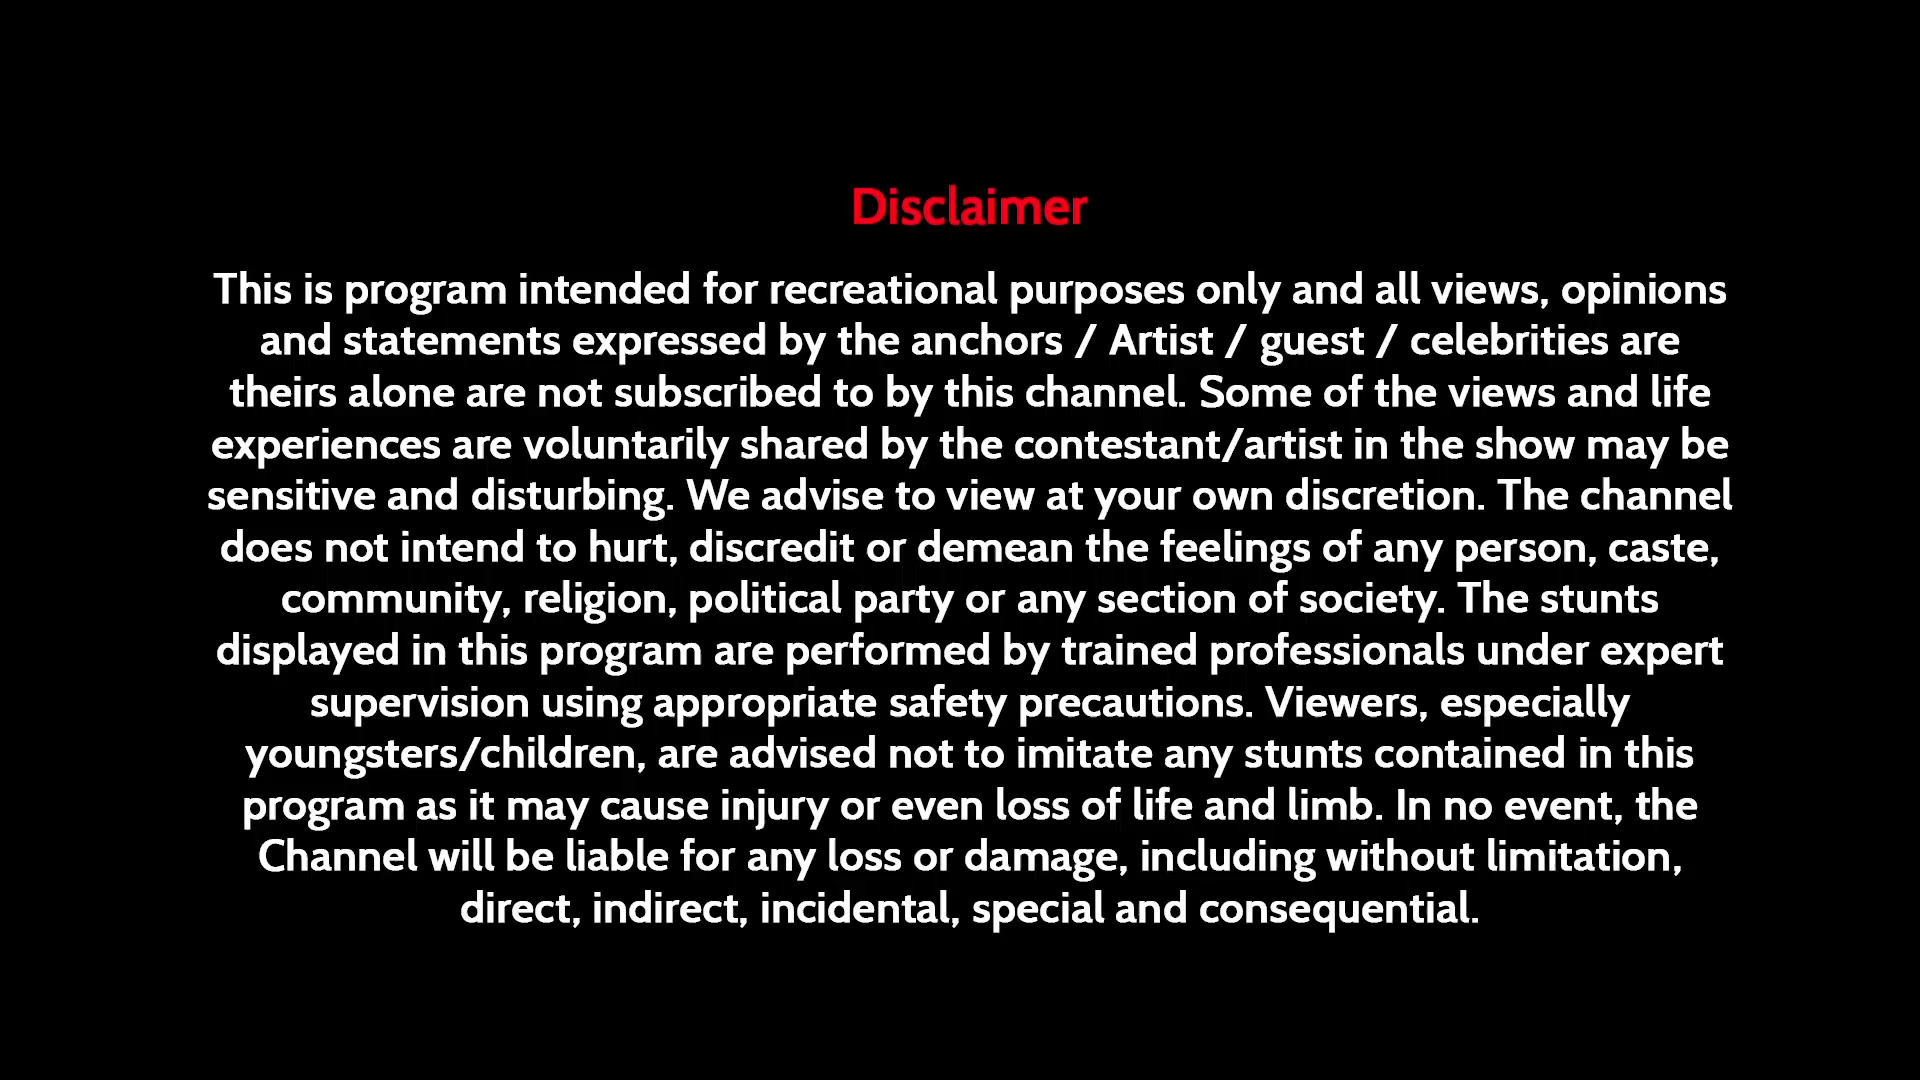 Disclaimer
This is program intended for recreational purposes only and all views, opinions
and statements expressed by the anchors / Artist / guest / celebrities are
theirs alone are not subscribed to by this channel. Some of the views and life
experiences are voluntarily shared by the contestant/artist in the show may be
sensitive and disturbing. We advise to view at your own discretion. The channel
does not intend to hurt, discredit or demean the feelings of any person, caste,
community, religion, political party or any section of society. The stunts
displayed in this program are performed by trained professionals under expert
supervision using appropriate safety precautions. Viewers, especially
youngsters/children, are advised not to imitate any stunts contained in this
program as it may cause injury or even loss of life and limb. In no event, the
Channel will be liable for any loss or damage, including without limitation,
direct, indirect, incidental, special and consequential.